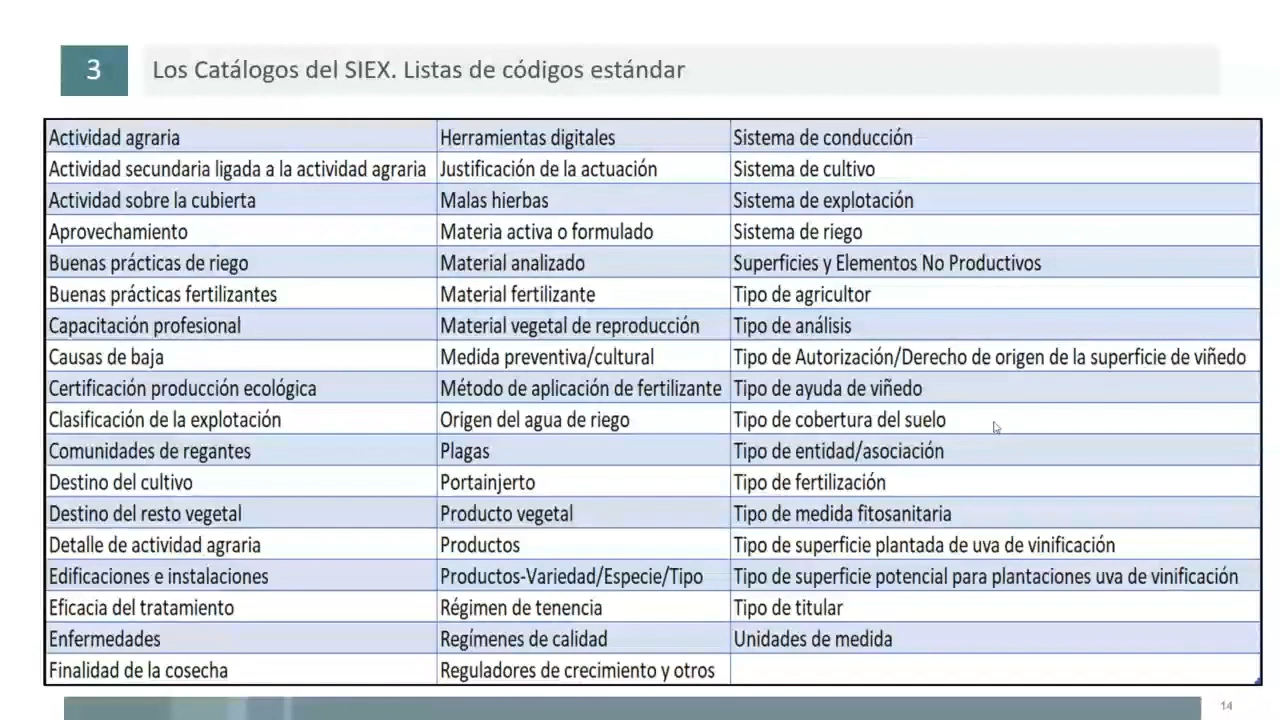 3
Los Catálogos del SIEX. Listas de códigos estándar
Actividad agraria Herramientas digitales Sistema de conducción
Actividad secundaria ligada a la actividad agraria Justificación de la actuación Sistema de cultivo
Actividad sobre la cubierta Malas hierbas Sistema de explotación
Aprovechamiento Materia activa o formulado Sistema de riego
Buenas prácticas de riego Material analizado Superficies y Elementos No Productivos
Buenas prácticas fertilizantes Material fertilizante Tipo de agricultor
Capacitación profesional Material vegetal de reproducción Tipo de análisis
Causas de baja Medida preventiva/cultural Tipo de Autorización/Derecho de origen de la superficie de viñedo
Certificación producción ecológica Método de aplicación de fertilizante Tipo de ayuda de viñedo
Clasificación de la explotación Origen del agua de riego Tipo de cobertura del suelo
Comunidades de regantes Plagas Tipo de entidad/asociación
Destino del cultivo Portainjerto Tipo de fertilización
Destino del resto vegetal Producto vegetal Tipo de medida fitosanitaria
Detalle de actividad agraria Productos Tipo de superficie plantada de uva de vinificación
Edificaciones e instalaciones Productos-Variedad/Especie/Tipo Tipo de superficie potencial para plantaciones uva de vinificación
Eficacia del tratamiento Régimen de tenencia Tipo de titular
Enfermedades Regímenes de calidad Unidades de medida
Finalidad de la cosecha Reguladores de crecimiento y otros
14